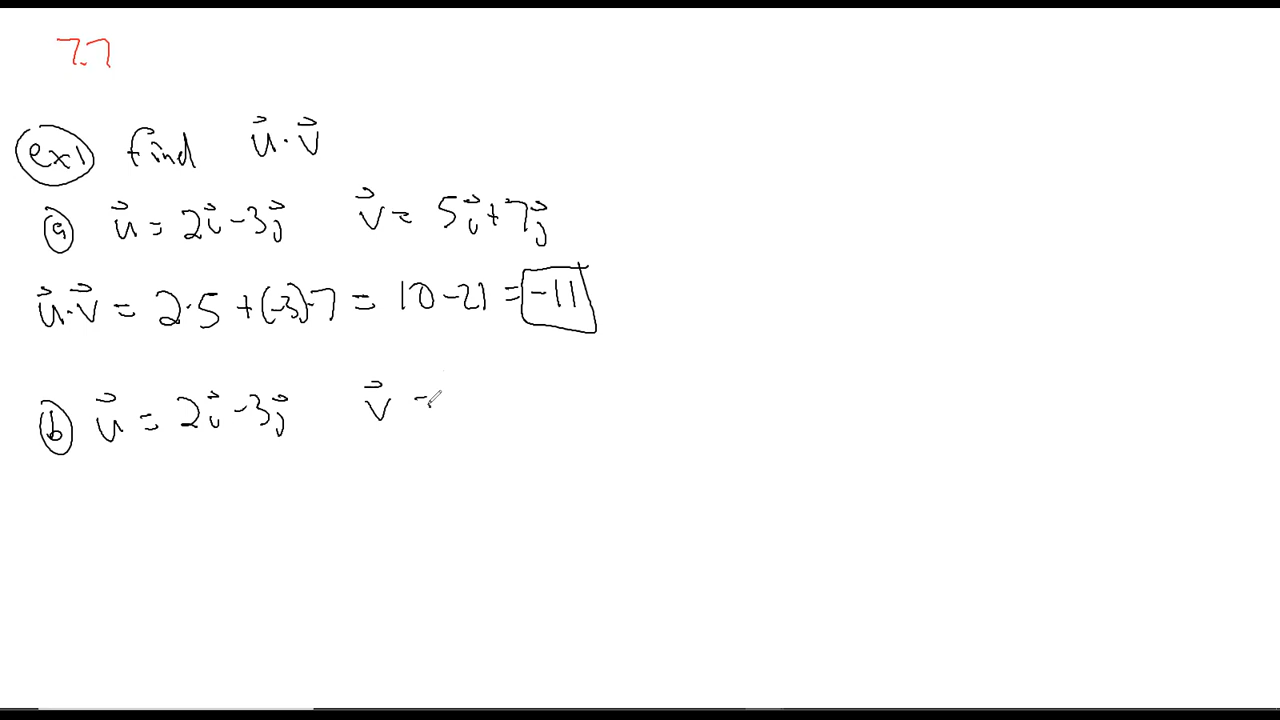 7.7
ex1 find u⃗·v⃗
a u⃗ = 2i⃗ - 3j⃗ v⃗ = 5i⃗ + 7j⃗
u⃗·v⃗ = 2·5 + (-3)·7 = 10 - 21 = -11
b u⃗ = 2i⃗ - 3j⃗ v⃗ =